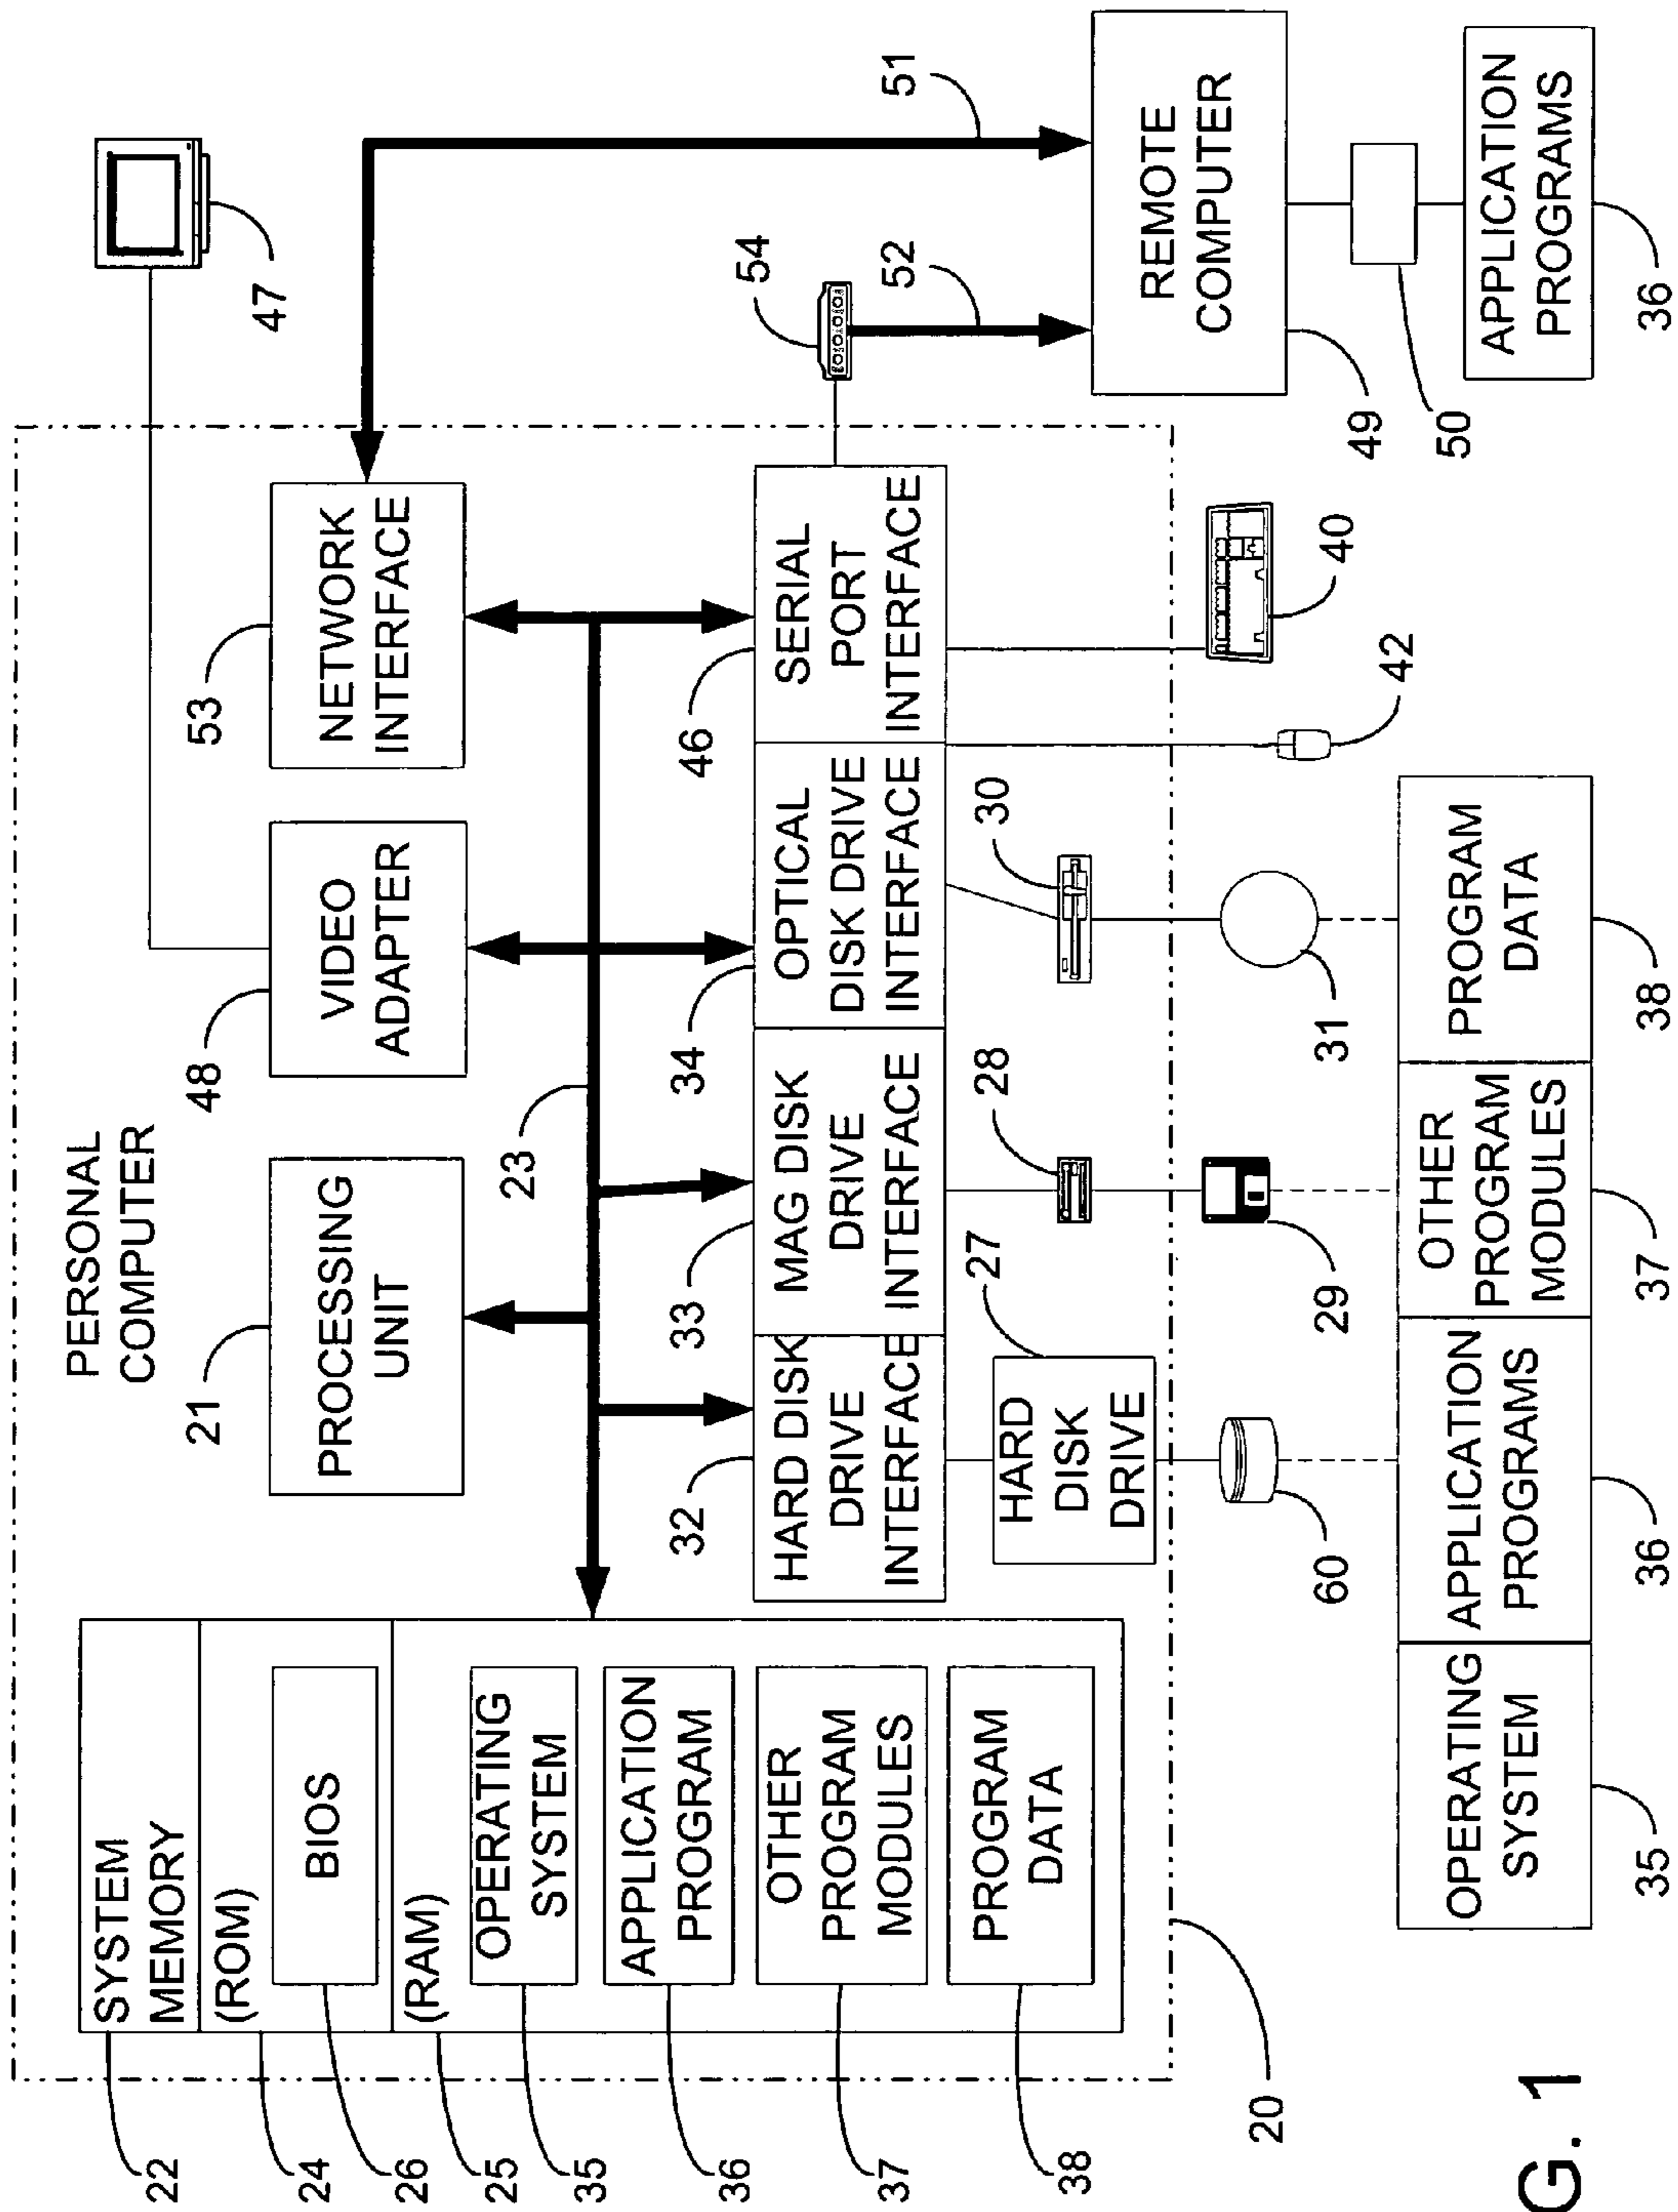 PERSONAL
COMPUTER
47
22
SYSTEM
MEMORY
21
48
53
24
(ROM)
PROCESSING
UNIT
VIDEO
ADAPTER
NETWORK
INTERFACE
26
BIOS
25
(RAM)
23
35
OPERATING
SYSTEM
51
36
APPLICATION
PROGRAM
32
33
34
46
54
37
OTHER
PROGRAM
MODULES
HARD DISK
DRIVE
INTERFACE
MAG DISK
DRIVE
INTERFACE
OPTICAL
DISK DRIVE
INTERFACE
SERIAL
PORT
INTERFACE
52
38
PROGRAM
DATA
27
28
30
HARD
DISK
DRIVE
REMOTE
COMPUTER
20
60
29
31
42
40
49
50
OPERATING
SYSTEM
APPLICATION
PROGRAMS
OTHER
PROGRAM
MODULES
PROGRAM
DATA
APPLICATION
PROGRAMS
35
36
37
38
36
G. 1